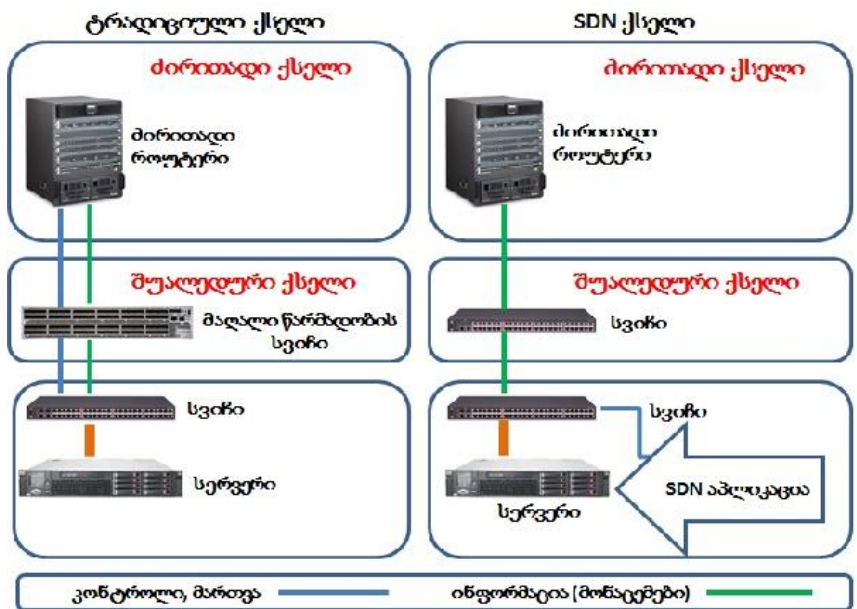 ტრადიციული ქსელი
ძირითადი ქსელი
ძირითადი
როუტერი
შუალედური ქსელი
მაღალი წარმადობის
სვიჩი
სვიჩი
სერვერი
SDN ქსელი
ძირითადი ქსელი
ძირითადი
როუტერი
შუალედური ქსელი
სვიჩი
სვიჩი
SDN აპლიკაცია
სერვერი
კონტროლი, მართვა
ინფორმაცია (მონაცემები)